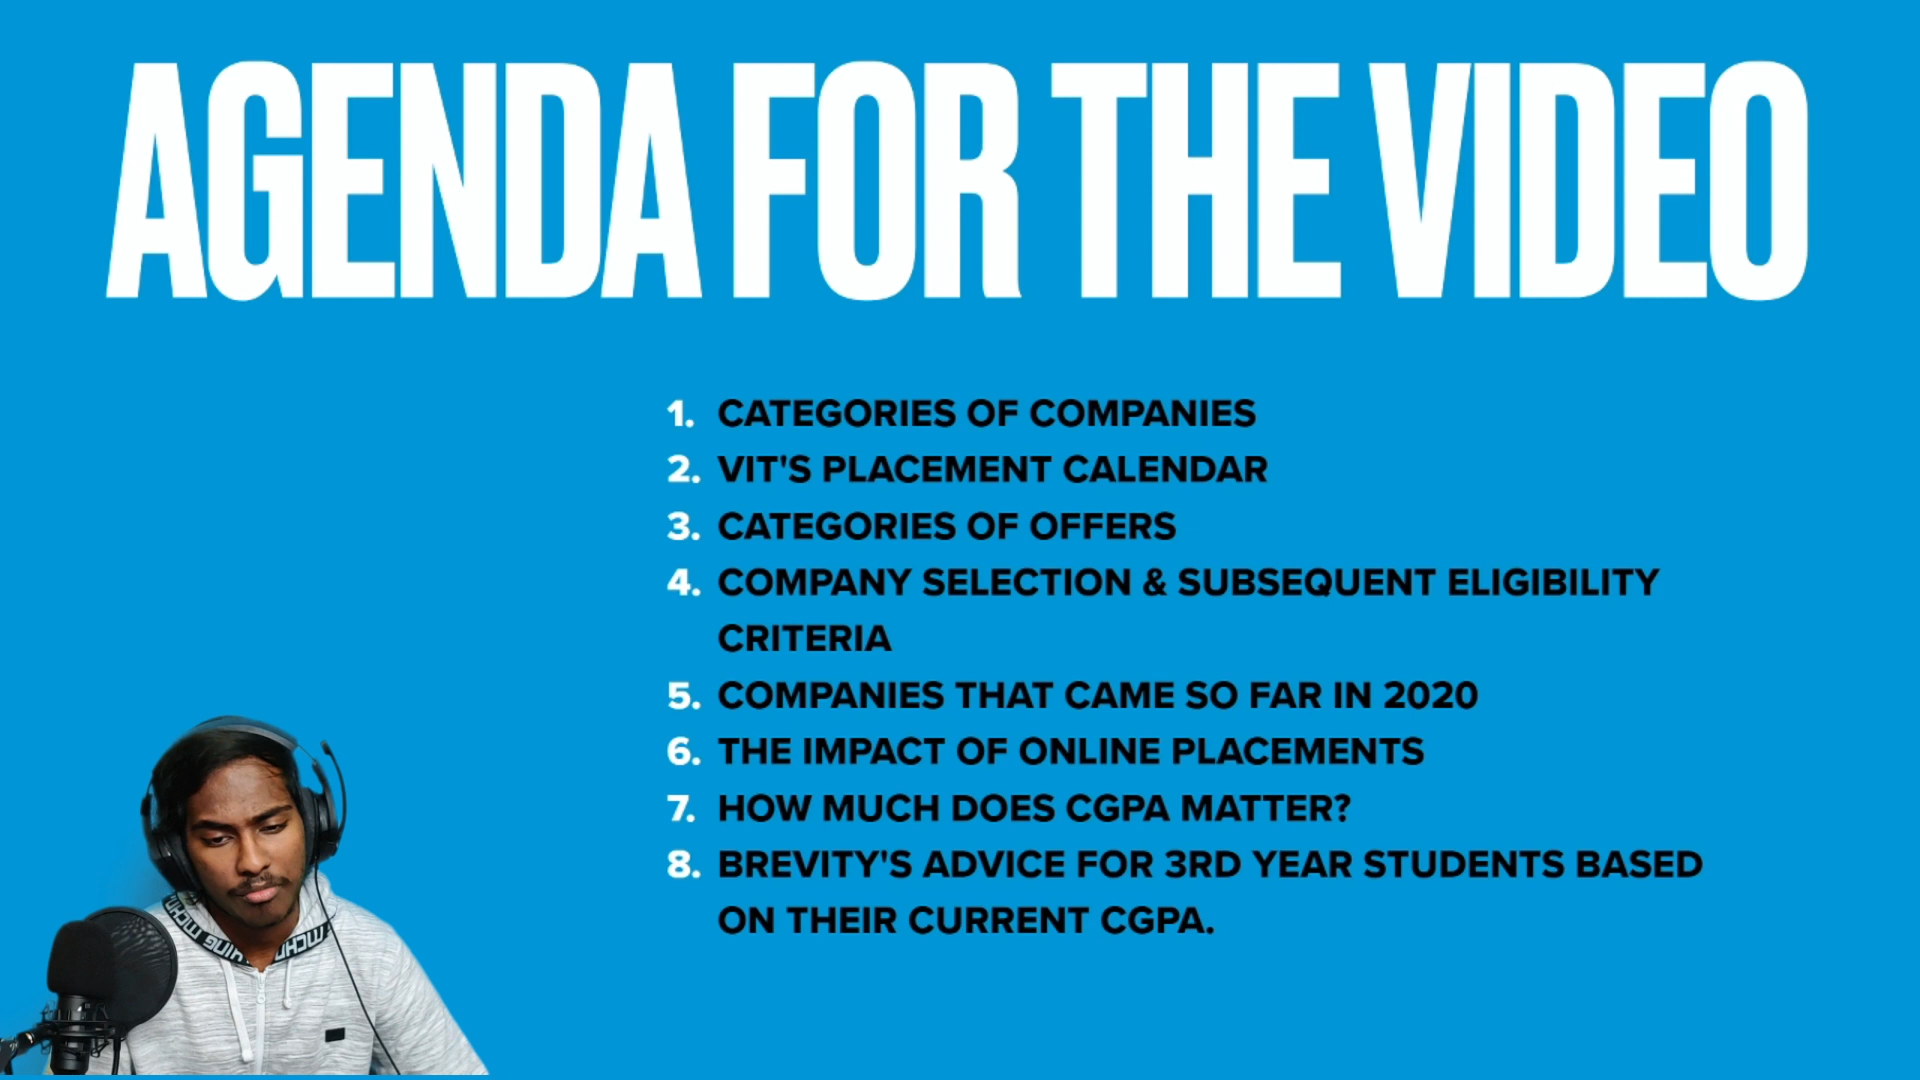 AGENDA FOR THE VIDEO
1. CATEGORIES OF COMPANIES
2. VIT'S PLACEMENT CALENDAR
3. CATEGORIES OF OFFERS
4. COMPANY SELECTION & SUBSEQUENT ELIGIBILITY
CRITERIA
5. COMPANIES THAT CAME SO FAR IN 2020
6. THE IMPACT OF ONLINE PLACEMENTS
7. HOW MUCH DOES CGPA MATTER?
8. BREVITY'S ADVICE FOR 3RD YEAR STUDENTS BASED
ON THEIR CURRENT CGPA.